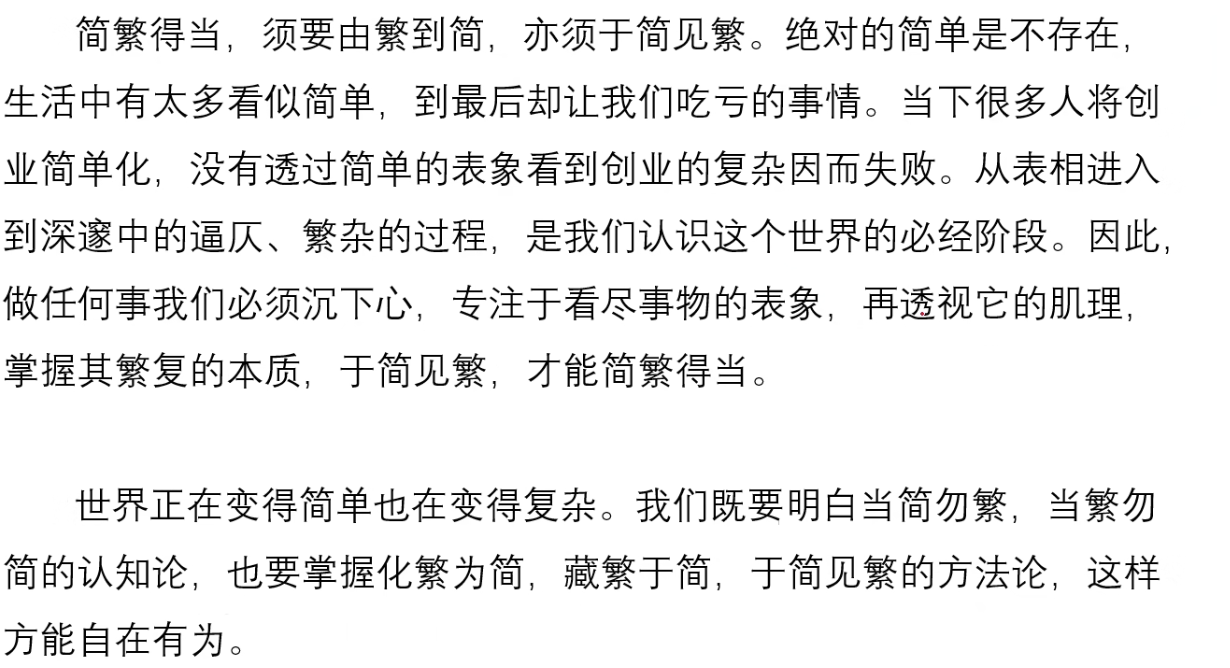 简繁得当，须要由繁到简，亦须于简见繁。绝对的简单是不存在，
生活中有太多看似简单，到最后却让我们吃亏的事情。当下很多人将创
业简单化，没有透过简单的表象看到创业的复杂因而失败。从表相进入
到深邃中的逼仄、繁杂的过程，是我们认识这个世界的必经阶段。因此，
做任何事我们必须沉下心，专注于看尽事物的表象，再透视它的肌理，
掌握其繁复的本质，于简见繁，才能简繁得当。
世界正在变得简单也在变得复杂。我们既要明白当简勿繁，当繁勿
简的认知论，也要掌握化繁为简，藏繁于简，于简见繁的方法论，这样
方能自在有为。